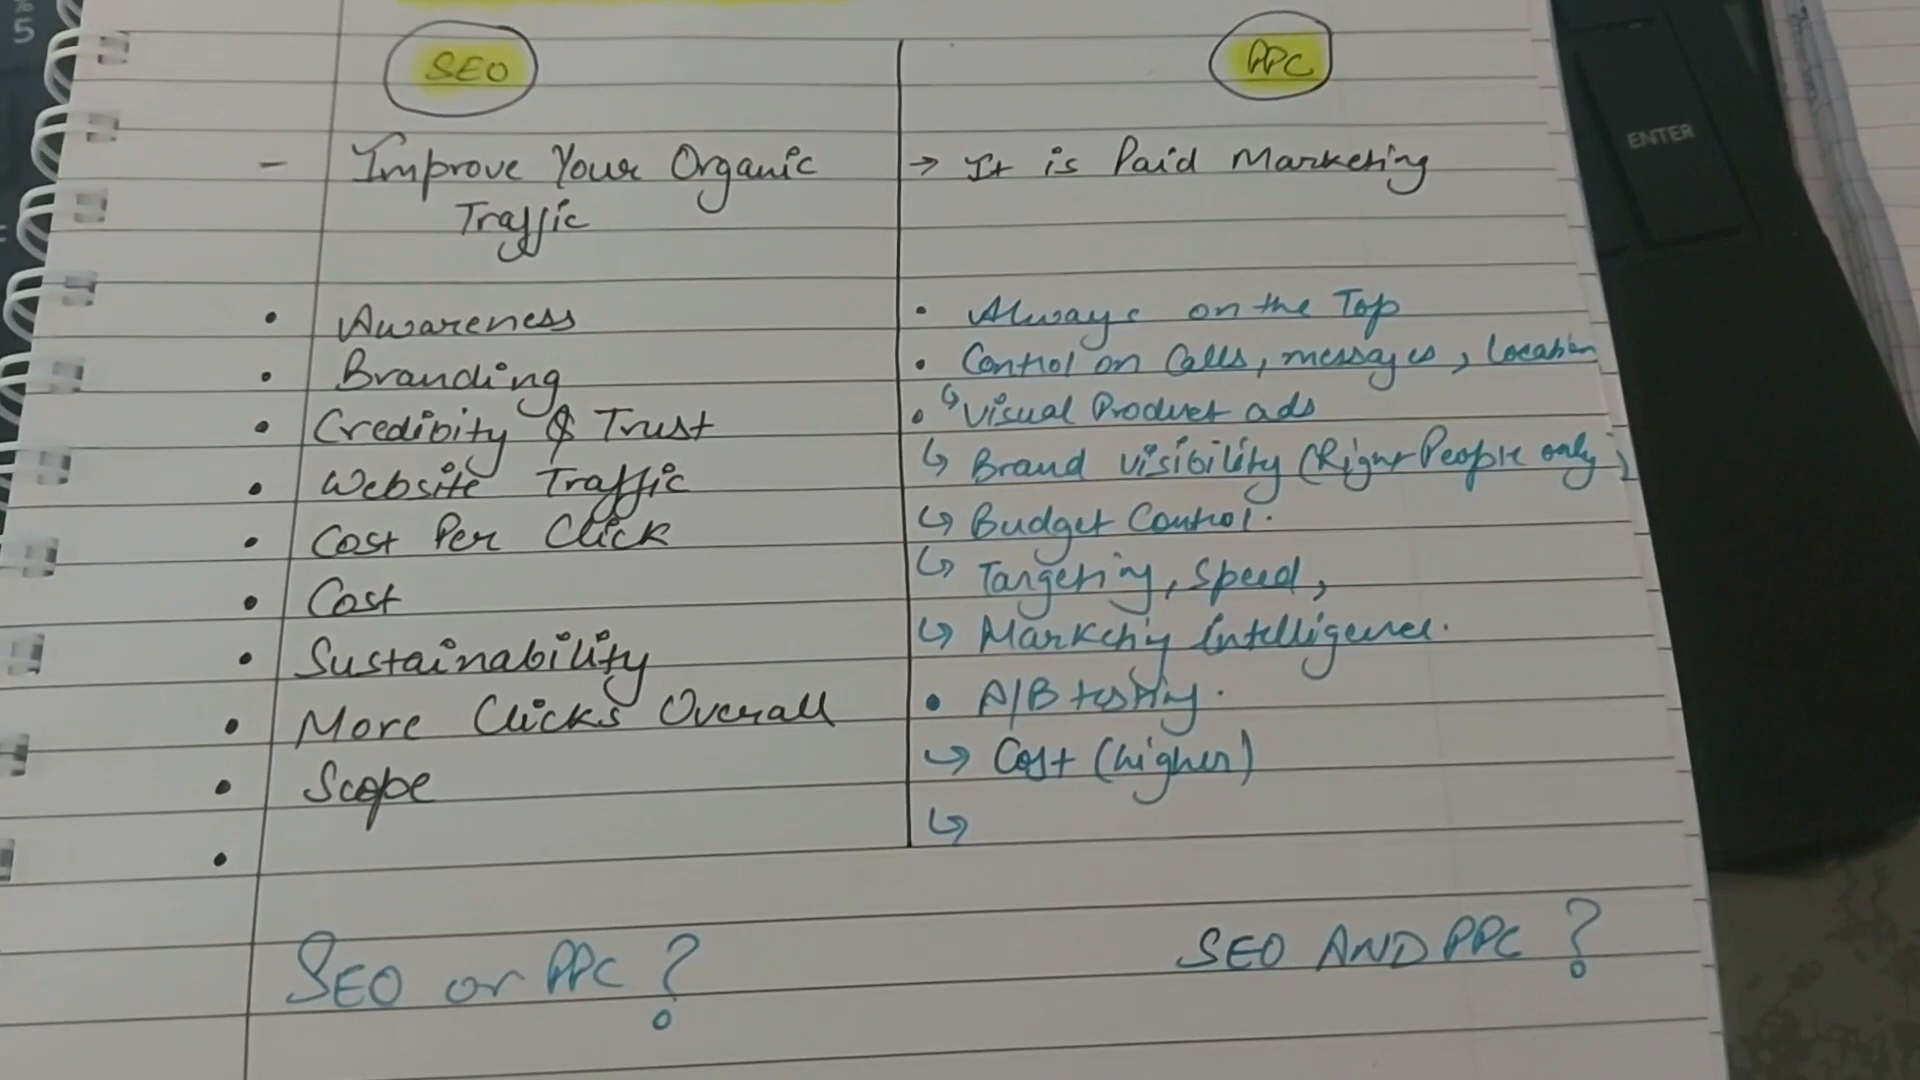 SEO
Improve Your Organic
Traffic
Awareness
Branding
Credibity & Trust
Website Traffic
Cost Per Click
Cost
Sustainability
More Clicks Overall
Scope
SEO or PPC ?
PPC
It is Paid Marketing
Always on the Top
Control on Calls, messages, location
Visual Product ads
Brand visibility (Right People only)
Budget Control.
Targeting, Speed,
Marketing Intelligence.
A/B testing.
Cost (higher)
SEO AND PPC ?
ENTER
5